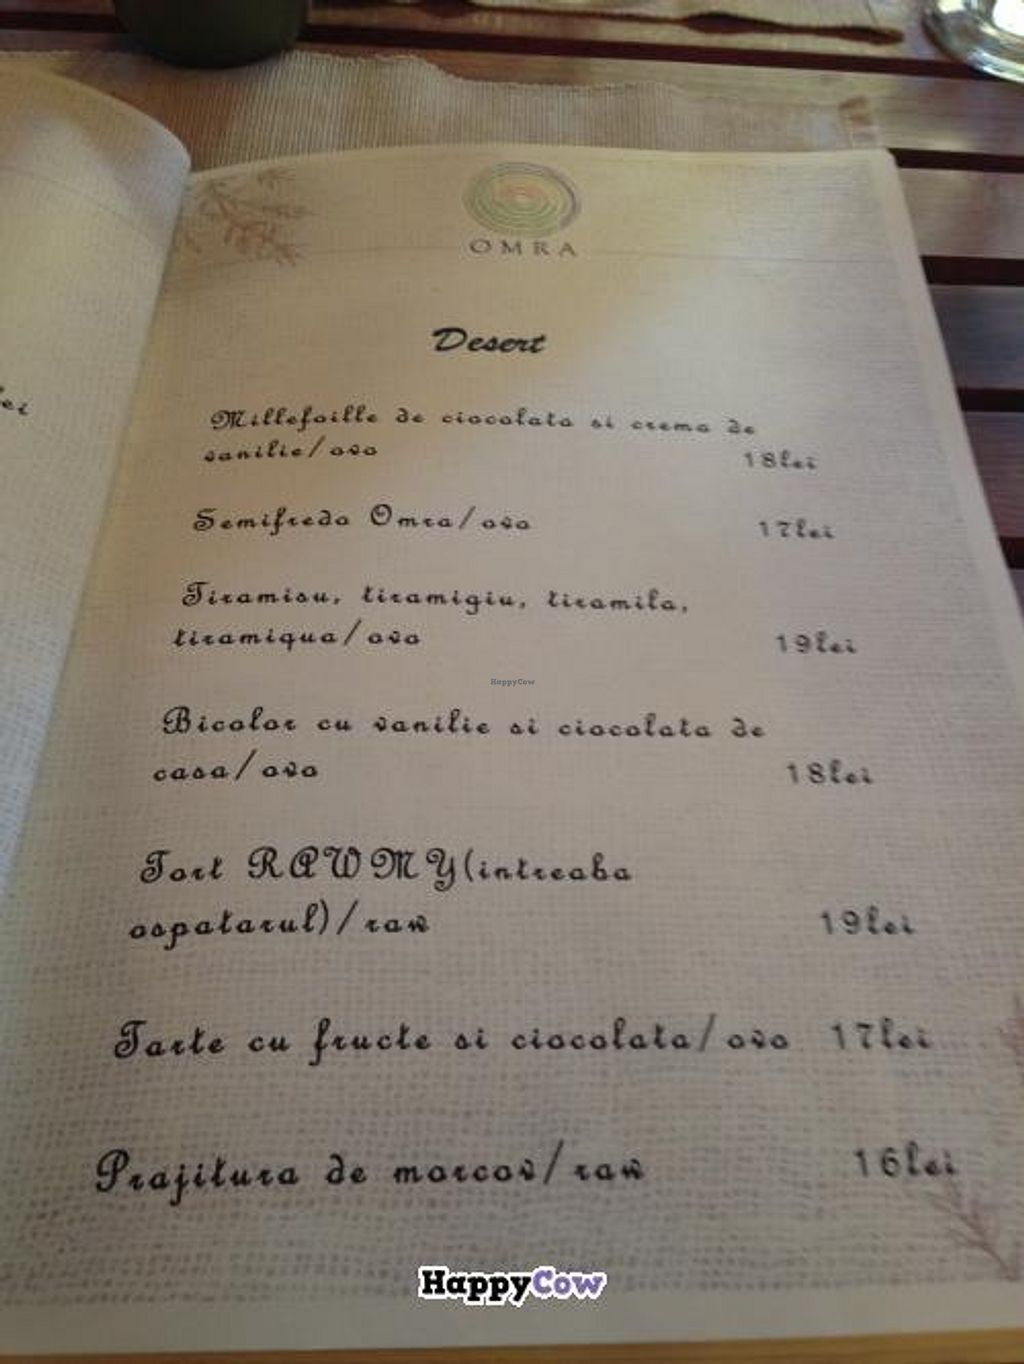 OMRA
Desert
lei
Millefoille de ciocolata si crema de
vanilie/ovo 18lei
Semifredo Omra/ovo 17lei
Tiramisu, tiramigiu, tiramila,
tiramiqua/ovo 19lei
HappyCow
Bicolor cu vanilie si ciocolata de
casa/ovo 18lei
Tort RAWMY(intreaba
ospatarul)/raw 19lei
Tarte cu fructe si ciocolata/ovo 17lei
Prajitura de morcov/raw 16lei
HappyCow